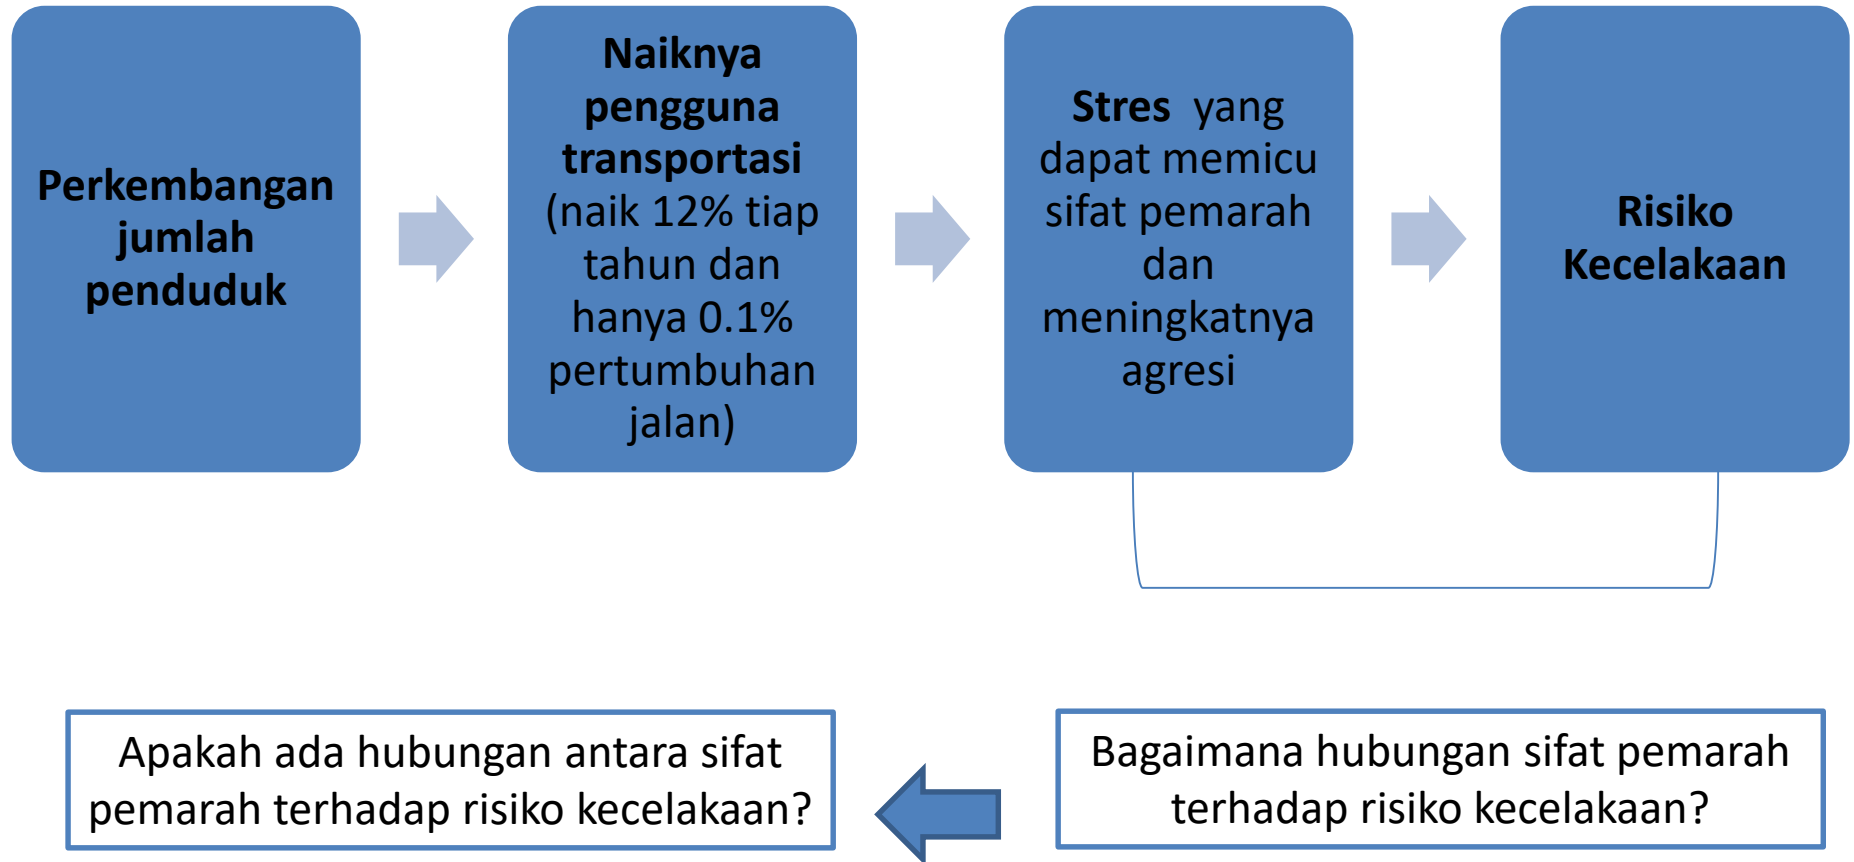 Perkembangan
jumlah
penduduk
Naiknya
pengguna
transportasi
(naik 12% tiap
tahun dan
hanya 0.1%
pertumbuhan
jalan)
Stres yang
dapat memicu
sifat pemarah
dan
meningkatnya
agresi
Risiko
Kecelakaan
Bagaimana hubungan sifat pemarah
terhadap risiko kecelakaan?
Apakah ada hubungan antara sifat
pemarah terhadap risiko kecelakaan?